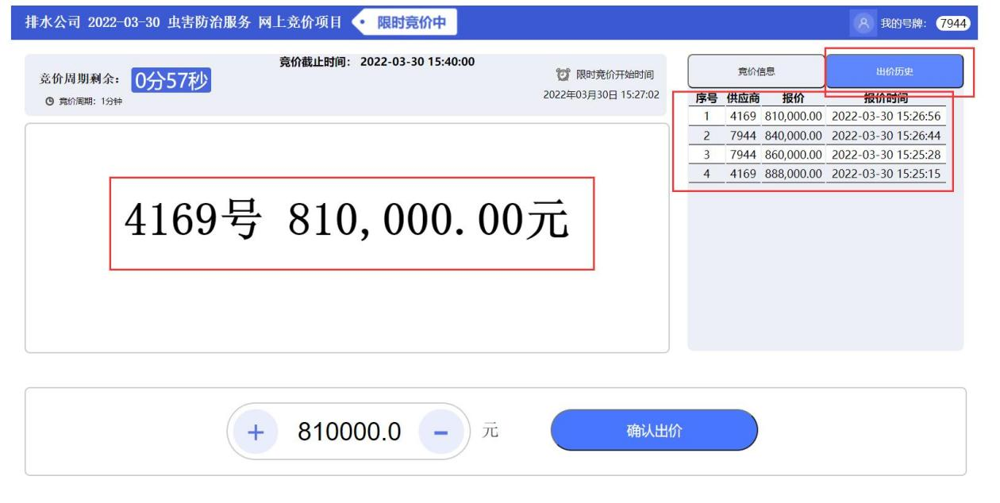 排水公司 2022-03-30 虫害防治服务 网上竞价项目 限时竞价中 我的号牌： 7944
竞价截止时间： 2022-03-30 15:40:00
竞价周期剩余： 0分57秒
竞价周期：1分钟
限时竞价开始时间
2022年03月30日 15:27:02
4169号 810,000.00元
竞价信息 出价历史
序号 供应商 报价 报价时间
1 4169 810,000.00 2022-03-30 15:26:56
2 7944 840,000.00 2022-03-30 15:26:44
3 7944 860,000.00 2022-03-30 15:25:28
4 4169 888,000.00 2022-03-30 15:25:15
+ 810000.0 - 元 确认出价